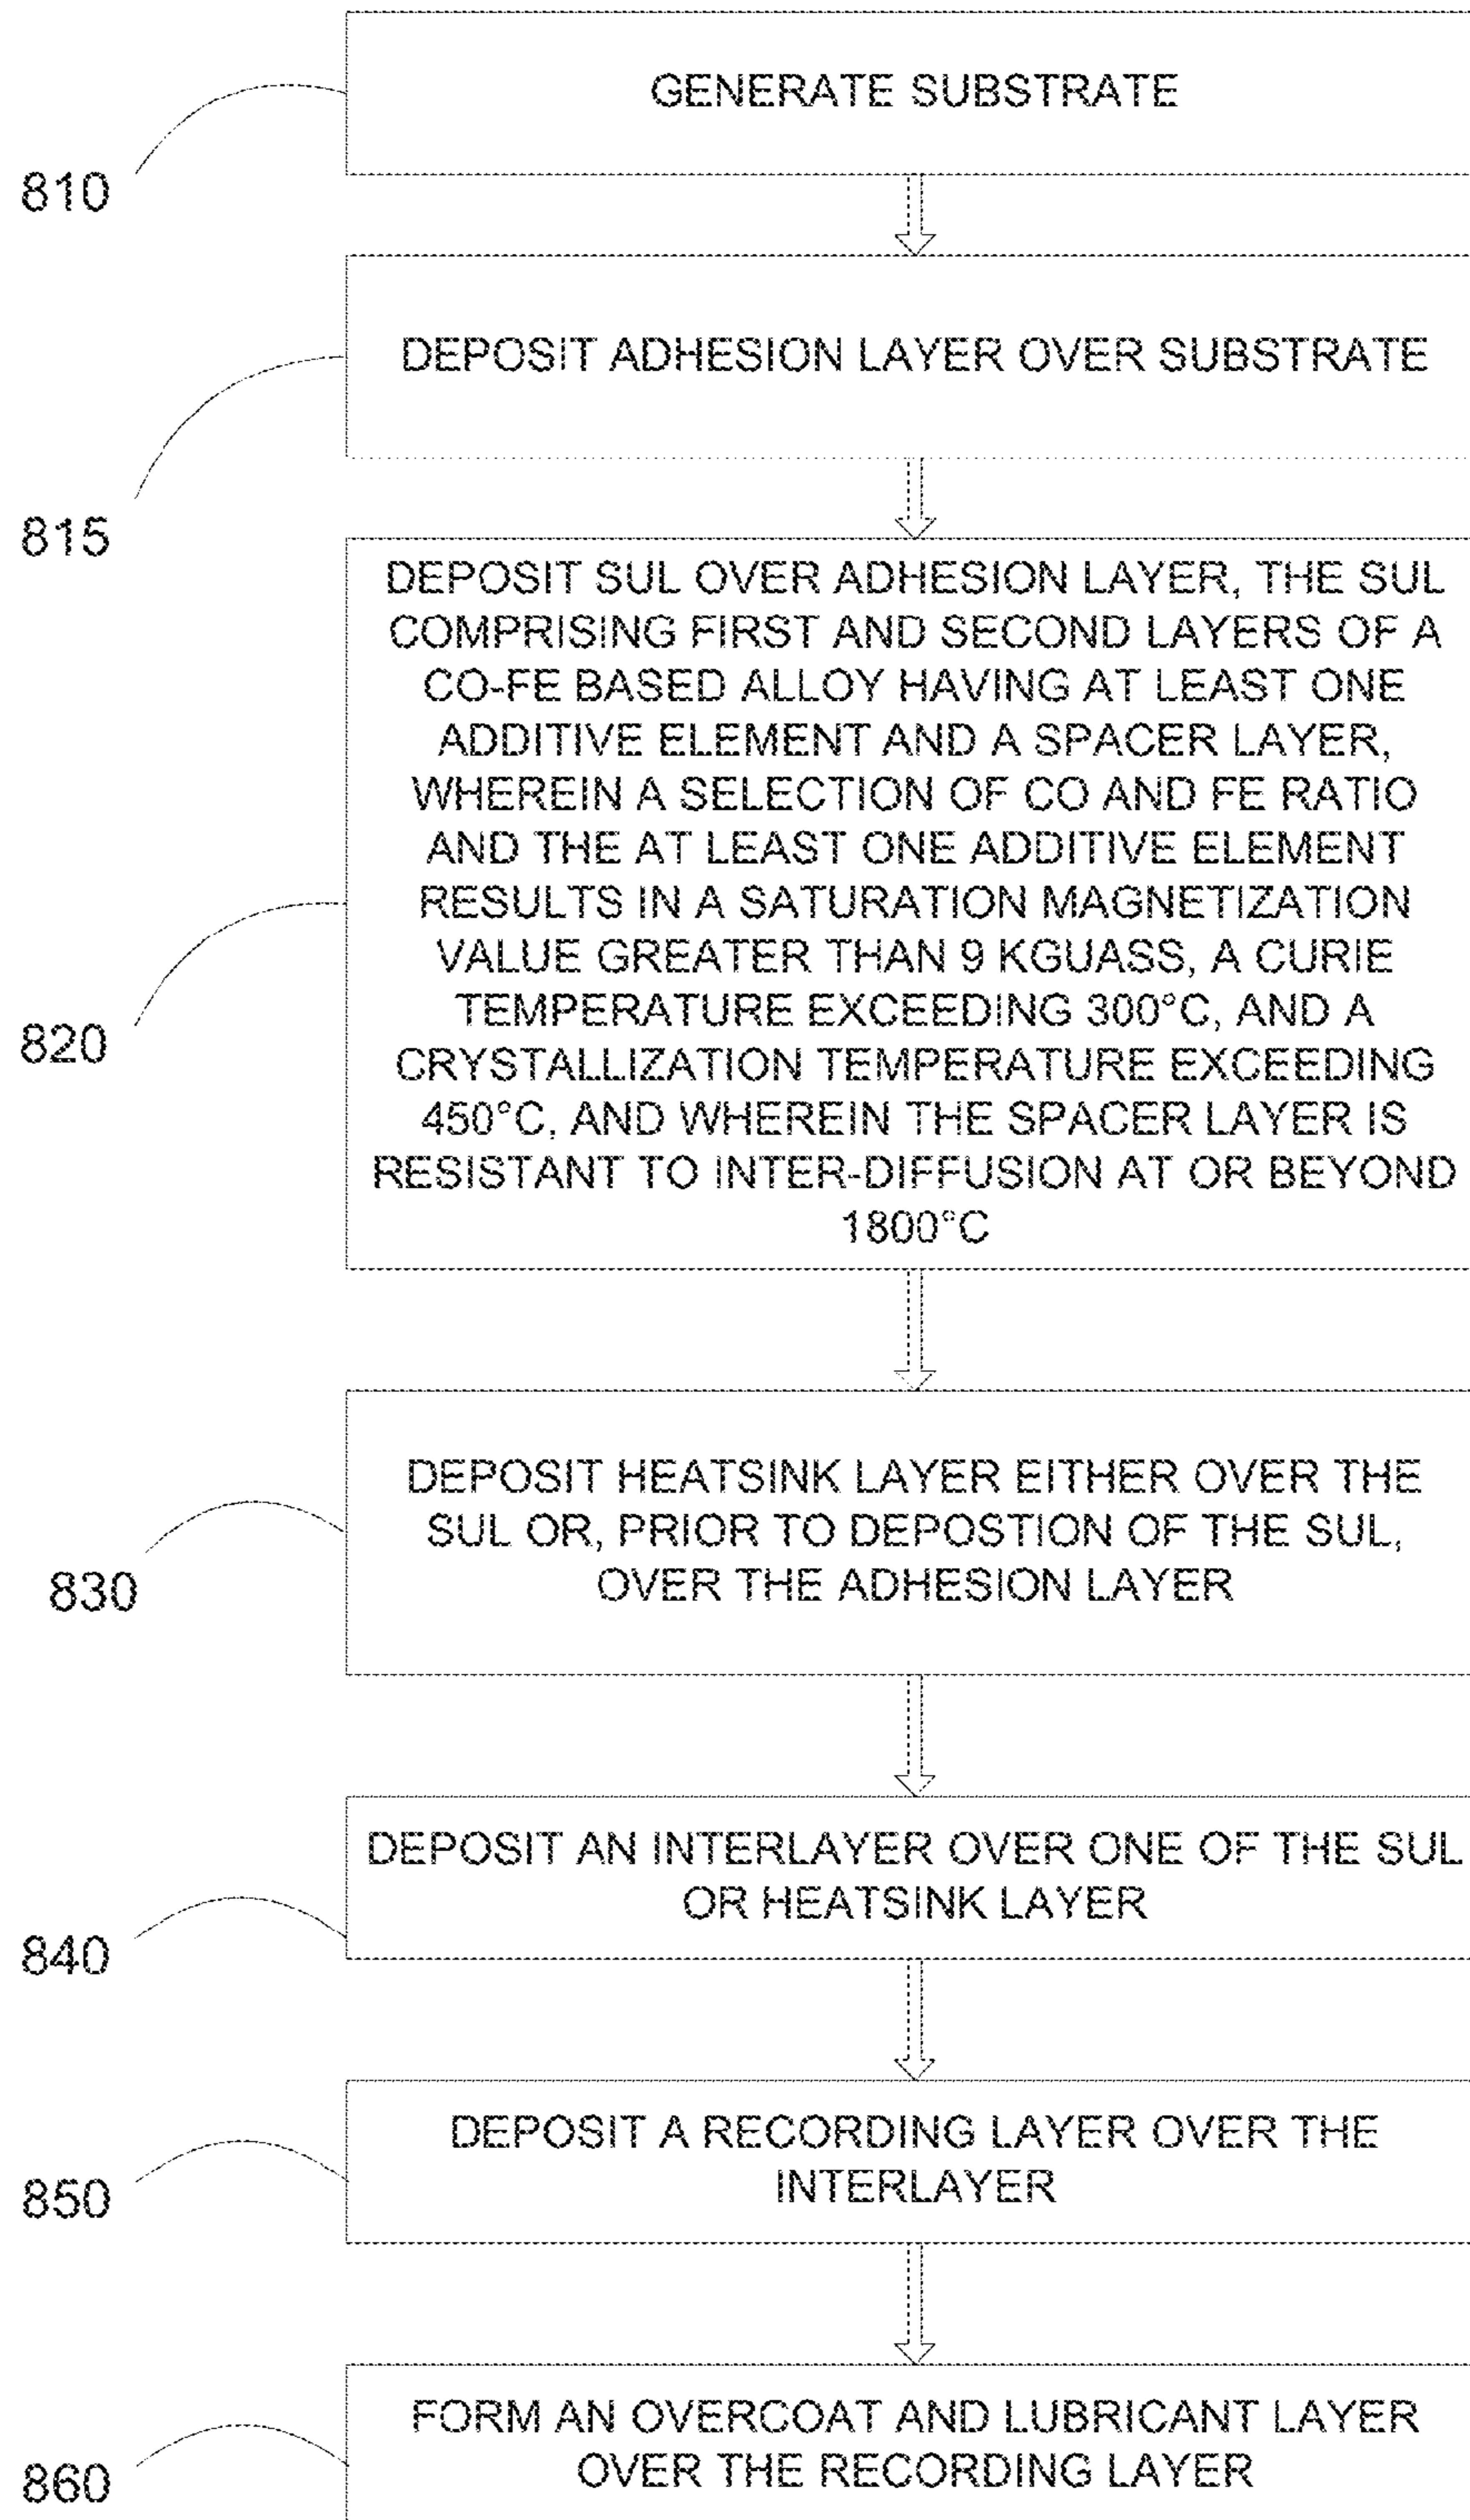 GENERATE SUBSTRATE
810
DEPOSIT ADHESION LAYER OVER SUBSTRATE
815
DEPOSIT SUL OVER ADHESION LAYER, THE SUL
COMPRISING FIRST AND SECOND LAYERS OF A
CO-FE BASED ALLOY HAVING AT LEAST ONE
ADDITIVE ELEMENT AND A SPACER LAYER,
WHEREIN A SELECTION OF CO AND FE RATIO
AND THE AT LEAST ONE ADDITIVE ELEMENT
RESULTS IN A SATURATION MAGNETIZATION
VALUE GREATER THAN 9 KGUASS, A CURIE
TEMPERATURE EXCEEDING 300°C, AND A
CRYSTALLIZATION TEMPERATURE EXCEEDING
450°C, AND WHEREIN THE SPACER LAYER IS
RESISTANT TO INTER-DIFFUSION AT OR BEYOND
1800°C
820
DEPOSIT HEATSINK LAYER EITHER OVER THE
SUL OR, PRIOR TO DEPOSTION OF THE SUL,
OVER THE ADHESION LAYER
830
DEPOSIT AN INTERLAYER OVER ONE OF THE SUL
OR HEATSINK LAYER
840
DEPOSIT A RECORDING LAYER OVER THE
INTERLAYER
850
FORM AN OVERCOAT AND LUBRICANT LAYER
OVER THE RECORDING LAYER
860